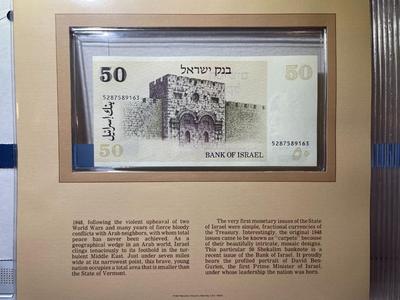 בנק ישראל
50
50
5287589163
بنك اسرائيل
5287589163
50
BANK OF ISRAEL
1948, following the violent upheaval of two
World Wars and many years of fierce bloody
conflicts with Arab neighbors, with whom total
peace has never been achieved. As a
geographical wedge in an Arab world, Israel
clings tenaciously to its foothold in the turbulent
Middle East. Just under seven miles
wide at its narrowest point, this brave, young
nation occupies a total area that is smaller than
the State of Vermont.
The very first monetary issues of the State
of Israel were simple, fractional currencies of
the Treasury. Interestingly, the original 1948
issues came to be known as "carpets" because
of their beautifully intricate, mosaic designs.
This particular 50 Shekalim banknote is a
recent issue of the Bank of Israel. It proudly
bears the profiled portrait of David Ben-
Gurion, the first Prime Minister of Israel,
under whose leadership the nation was born.